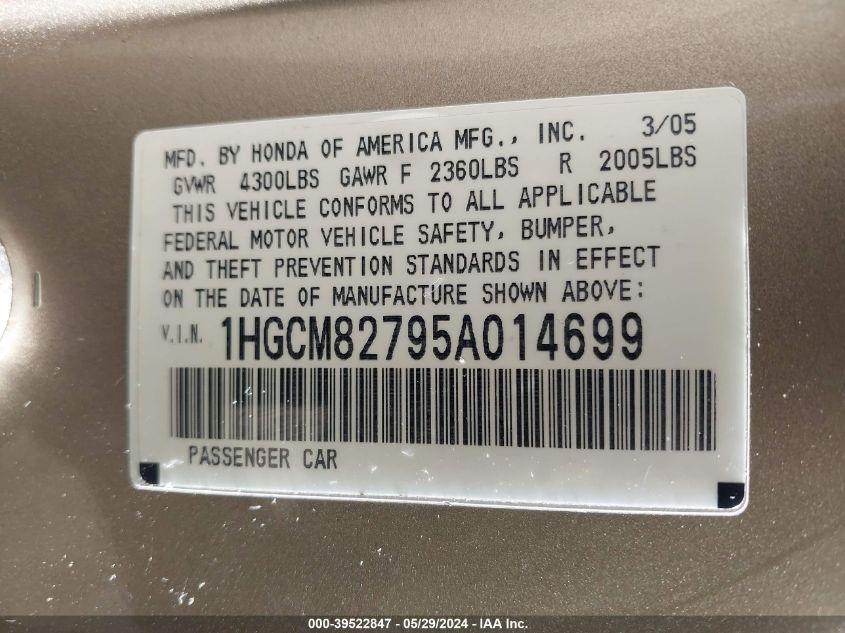 MFD. BY HONDA OF AMERICA MFG., INC. 3/05
GVWR 4300LBS GAWR F 2360LBS R 2005LBS
THIS VEHICLE CONFORMS TO ALL APPLICABLE
FEDERAL MOTOR VEHICLE SAFETY, BUMPER,
AND THEFT PREVENTION STANDARDS IN EFFECT
ON THE DATE OF MANUFACTURE SHOWN ABOVE:
V.I.N. 1HGCM82795A014699
PASSENGER CAR
000-39522847 - 05/29/2024 - IAA Inc.